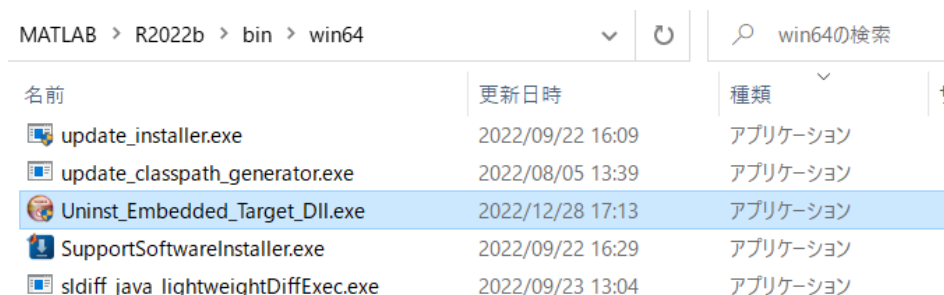 MATLAB > R2022b > bin > win64
win64の検索
名前 更新日時 種類
update_installer.exe 2022/09/22 16:09 アプリケーション
update_classpath_generator.exe 2022/08/05 13:39 アプリケーション
Uninst_Embedded_Target_Dll.exe 2022/12/28 17:13 アプリケーション
SupportSoftwareInstaller.exe 2022/09/22 16:29 アプリケーション
sldiff_java_lightweightDiffExec.exe 2022/09/23 13:04 アプリケーション